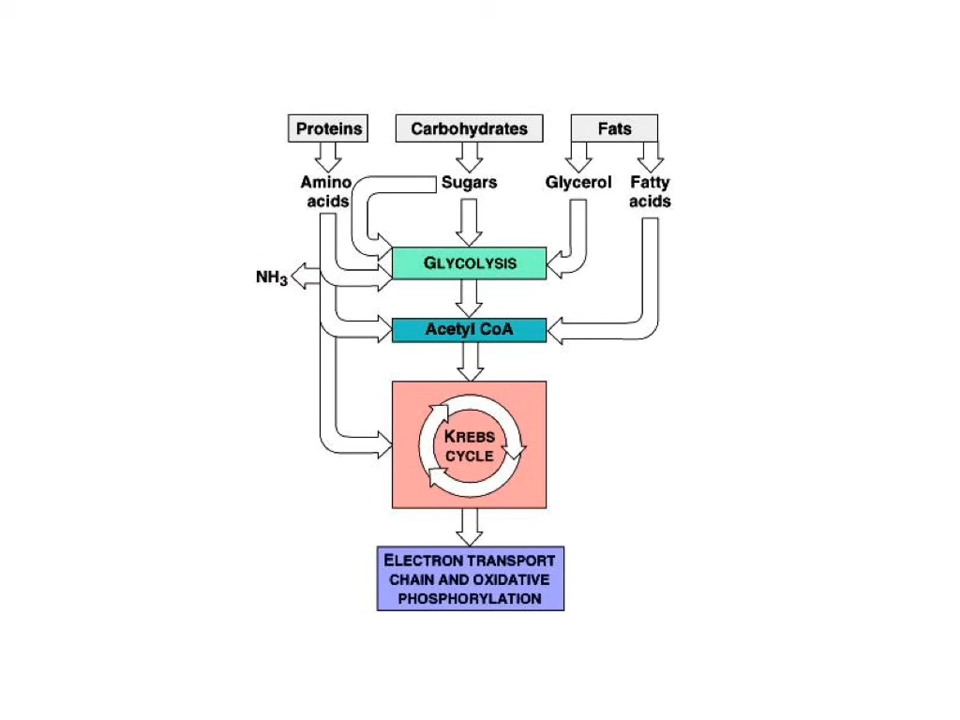 Proteins
Carbohydrates
Fats
Amino
acids
Sugars
Glycerol
Fatty
acids
GLYCOLYSIS
NH3
Acetyl CoA
KREBS
CYCLE
ELECTRON TRANSPORT
CHAIN AND OXIDATIVE
PHOSPHORYLATION